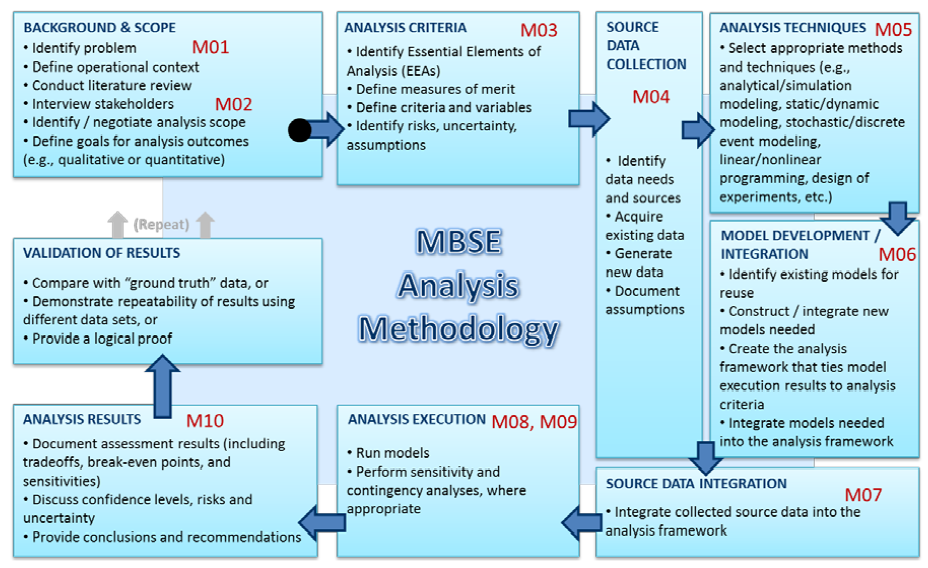 BACKGROUND & SCOPE
• Identify problem
M01
• Define operational context
• Conduct literature review
• Interview stakeholders
M02
• Identify / negotiate analysis scope
• Define goals for analysis outcomes
(e.g., qualitative or quantitative)
ANALYSIS CRITERIA
M03
• Identify Essential Elements of
Analysis (EEAs)
• Define measures of merit
• Define criteria and variables
• Identify risks, uncertainty,
assumptions
SOURCE
DATA
COLLECTION
M04
• Identify
data needs
and sources
• Acquire
existing data
• Generate
new data
• Document
assumptions
ANALYSIS TECHNIQUES
M05
• Select appropriate methods
and techniques (e.g.,
analytical/simulation
modeling, static/dynamic
modeling, stochastic/discrete
event modeling,
linear/nonlinear
programming, design of
experiments, etc.)
MODEL DEVELOPMENT /
INTEGRATION
M06
• Identify existing models for
reuse
• Construct / integrate new
models needed
• Create the analysis
framework that ties model
execution results to analysis
criteria
• Integrate models needed
into the analysis framework
SOURCE DATA INTEGRATION
M07
• Integrate collected source data into the
analysis framework
ANALYSIS EXECUTION
M08, M09
• Run models
• Perform sensitivity and
contingency analyses, where
appropriate
ANALYSIS RESULTS
M10
• Document assessment results (including
tradeoffs, break-even points, and
sensitivities)
• Discuss confidence levels, risks and
uncertainty
• Provide conclusions and recommendations
VALIDATION OF RESULTS
• Compare with “ground truth” data, or
• Demonstrate repeatability of results using
different data sets, or
• Provide a logical proof
(Repeat)
MBSE
Analysis
Methodology